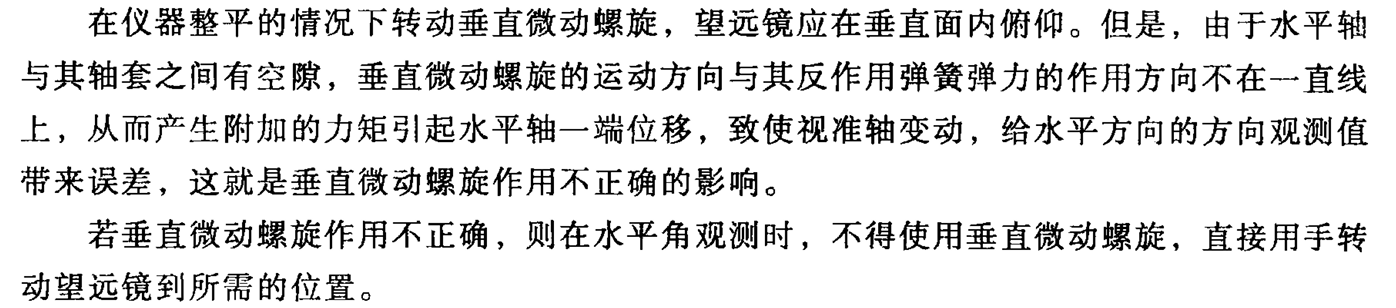 在仪器整平的情况下转动垂直微动螺旋，望远镜应在垂直面内俯仰。但是，由于水平轴
与其轴套之间有空隙，垂直微动螺旋的运动方向与其反作用弹簧弹力的作用方向不在一直线
上，从而产生附加的力矩引起水平轴一端位移，致使视准轴变动，给水平方向的方向观测值
带来误差，这就是垂直微动螺旋作用不正确的影响。
若垂直微动螺旋作用不正确，则在水平角观测时，不得使用垂直微动螺旋，直接用手转
动望远镜到所需的位置。